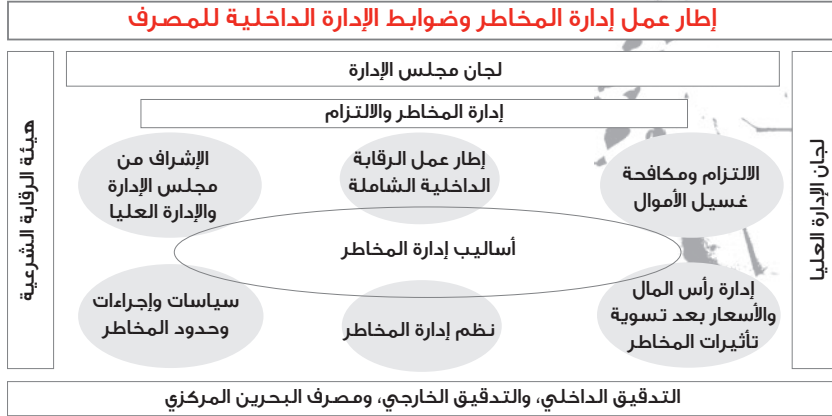 إطار عمل إدارة المخاطر وضوابط الإدارة الداخلية للمصرف
لجان مجلس الإدارة
إدارة المخاطر والالتزام
لجان الإدارة العليا
هيئة الرقابة الشرعية
الالتزام ومكافحة
غسيل الأموال
إطار عمل الرقابة
الداخلية الشاملة
الإشراف من
مجلس الإدارة
والإدارة العليا
أساليب إدارة المخاطر
إدارة رأس المال
والأسعار بعد تسوية
تأثيرات المخاطر
نظم إدارة المخاطر
سياسات وإجراءات
وحدود المخاطر
التدقيق الداخلي، والتدقيق الخارجي، ومصرف البحرين المركزي